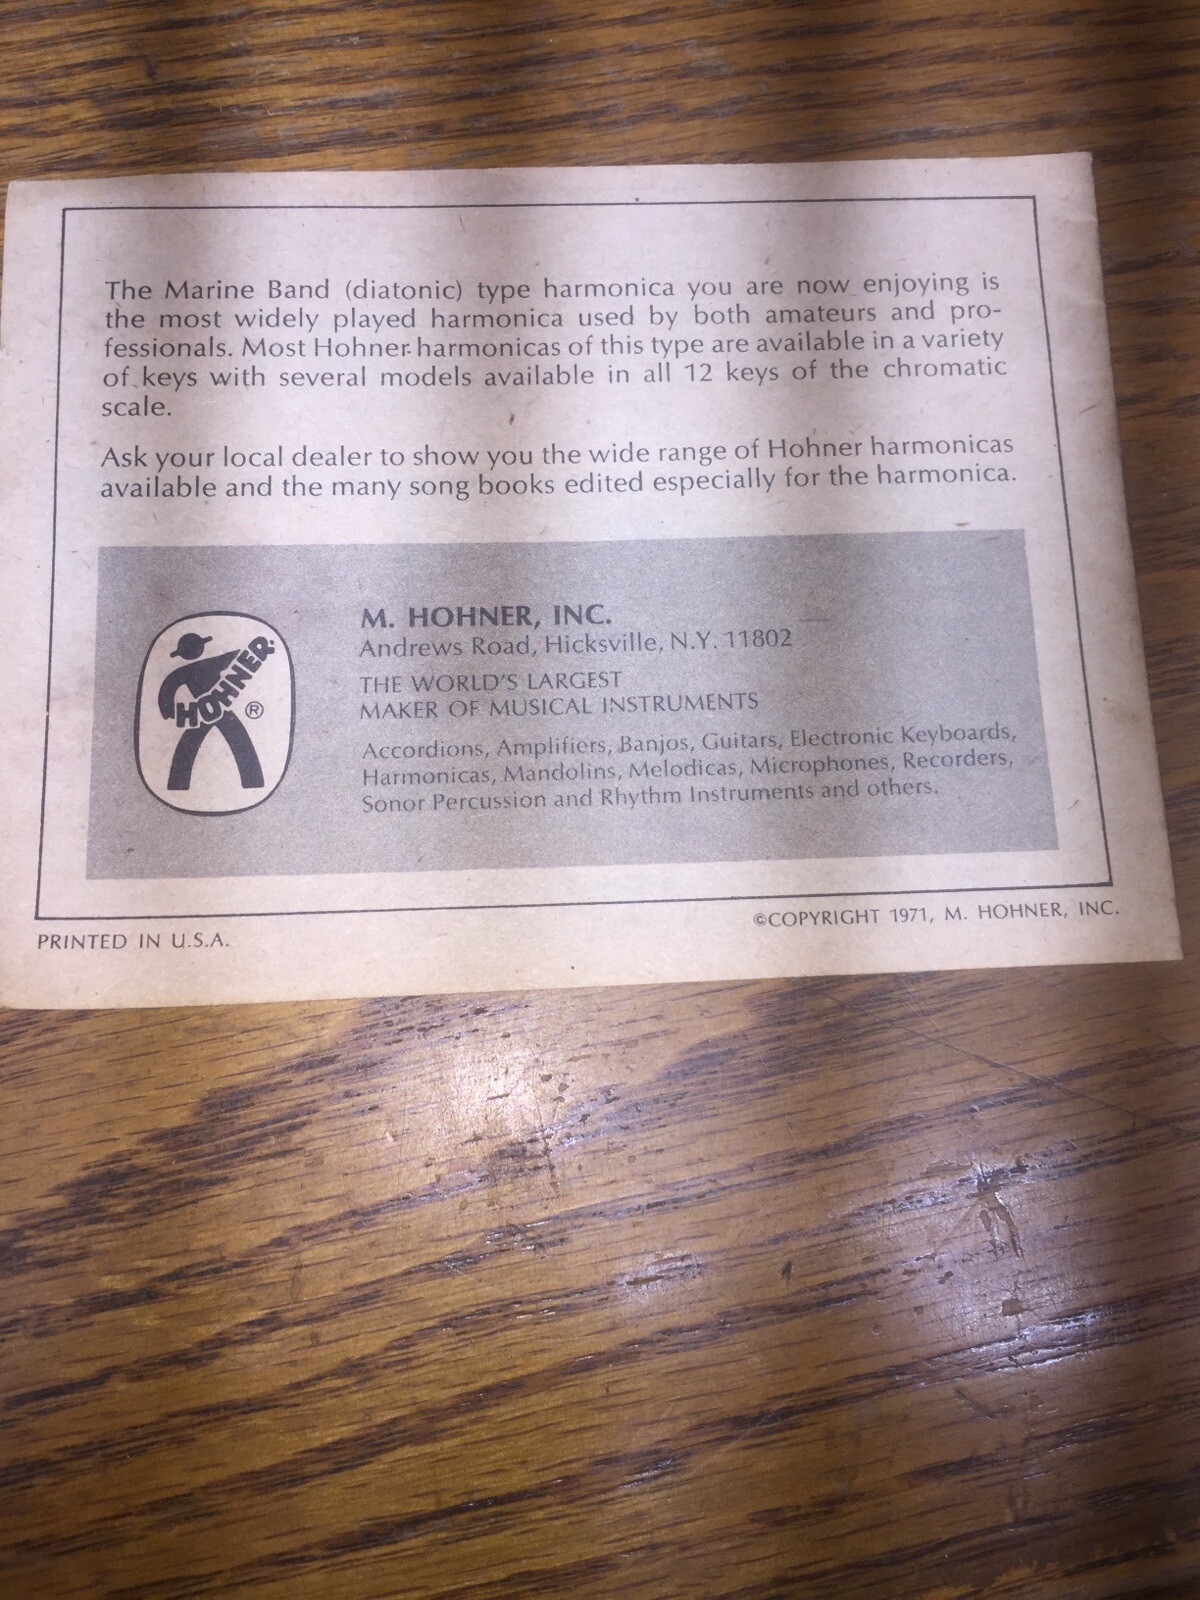 The Marine Band (diatonic) type harmonica you are now enjoying is
the most widely played harmonica used by both amateurs and pro-
fessionals. Most Hohner harmonicas of this type are available in a variety
of keys with several models available in all 12 keys of the chromatic
scale.
Ask your local dealer to show you the wide range of Hohner harmonicas
available and the many song books edited especially for the harmonica.
HOHNER
®
M. HOHNER, INC.
Andrews Road, Hicksville, N.Y. 11802
THE WORLD'S LARGEST
MAKER OF MUSICAL INSTRUMENTS
Accordions, Amplifiers, Banjos, Guitars, Electronic Keyboards,
Harmonicas, Mandolins, Melodicas, Microphones, Recorders,
Sonor Percussion and Rhythm Instruments and others.
PRINTED IN U.S.A.
©COPYRIGHT 1971, M. HOHNER, INC.